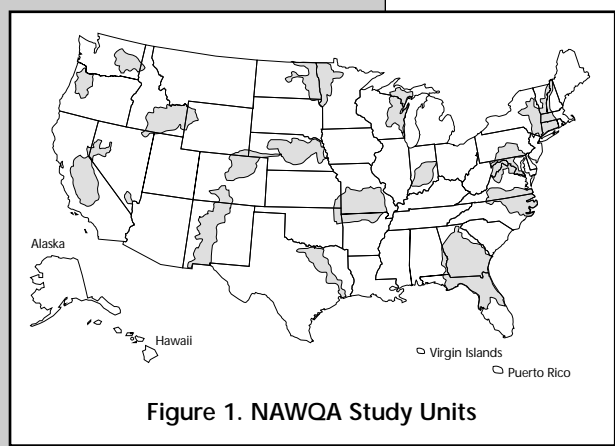 Alaska
Hawaii
Virgin Islands
Puerto Rico
Figure 1. NAWQA Study Units